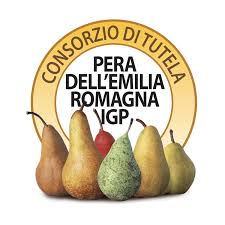 CONSORZIO DI TUTELA
PERA
DELL'EMILIA
ROMAGNA
IGP